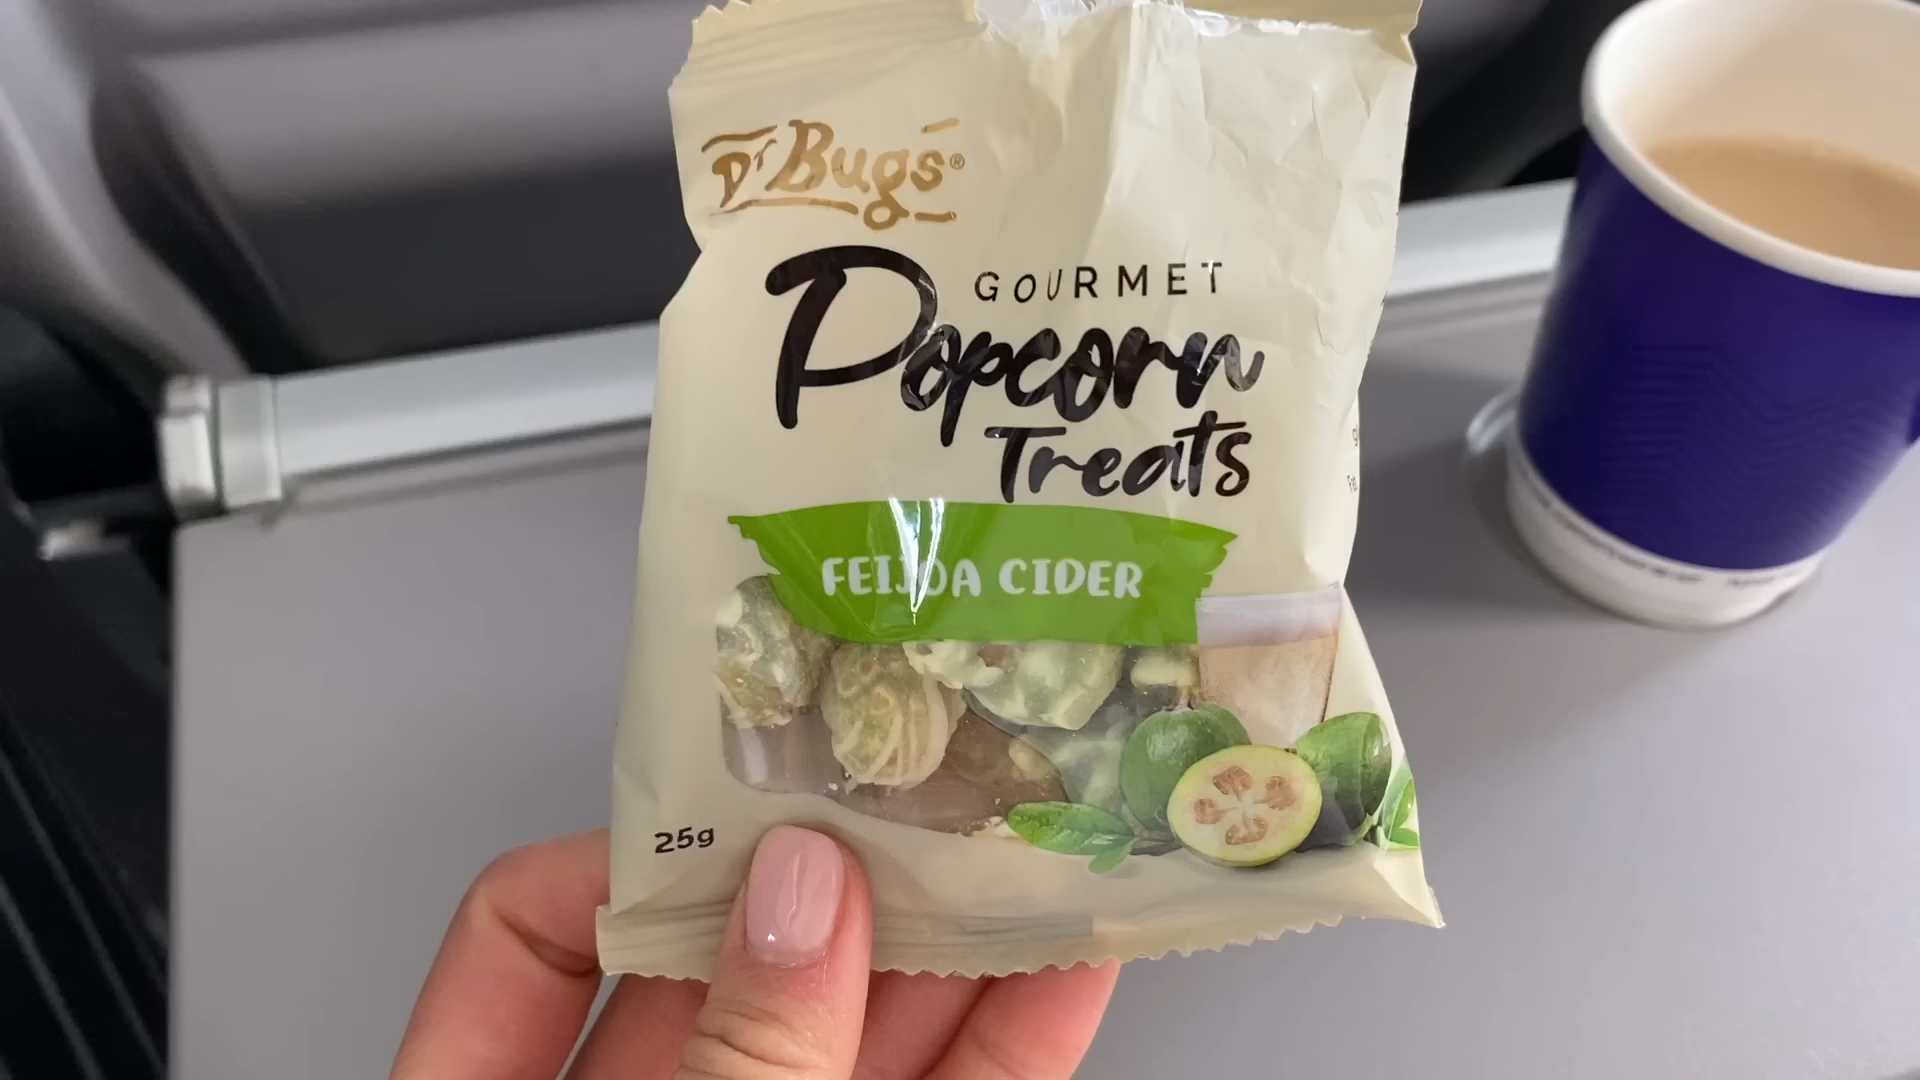 Dr Bugs®
GOURMET
Popcorn
Treats
FEIJOA CIDER
25g